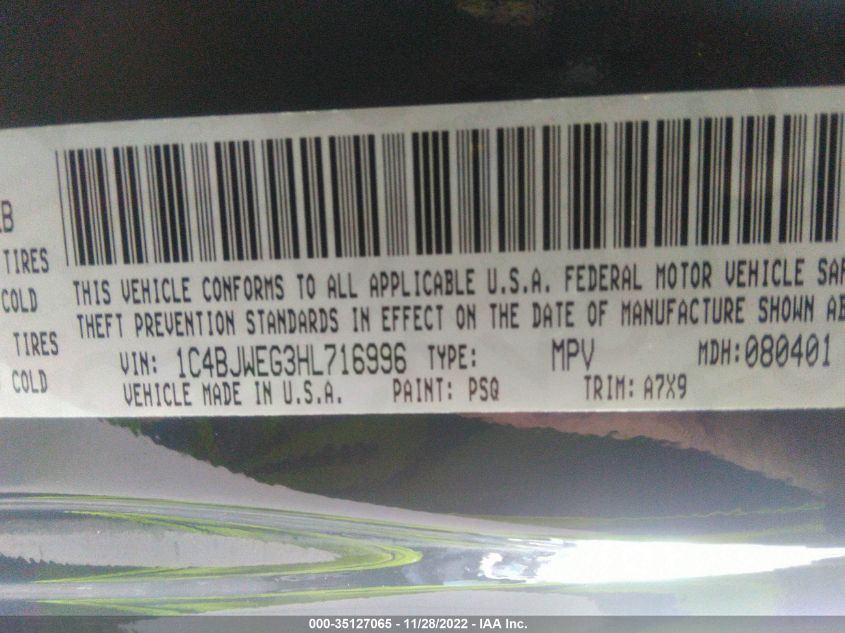 B
TIRES
COLD
THIS VEHICLE CONFORMS TO ALL APPLICABLE U.S.A. FEDERAL MOTOR VEHICLE SAF
THEFT PREVENTION STANDARDS IN EFFECT ON THE DATE OF MANUFACTURE SHOWN AB
TIRES
VIN: 1C4BJWEG3HL716996 TYPE: MPV MDH:080401
COLD
VEHICLE MADE IN U.S.A. PAINT: PSQ TRIM: A7X9
000-35127065 - 11/28/2022 - IAA Inc.